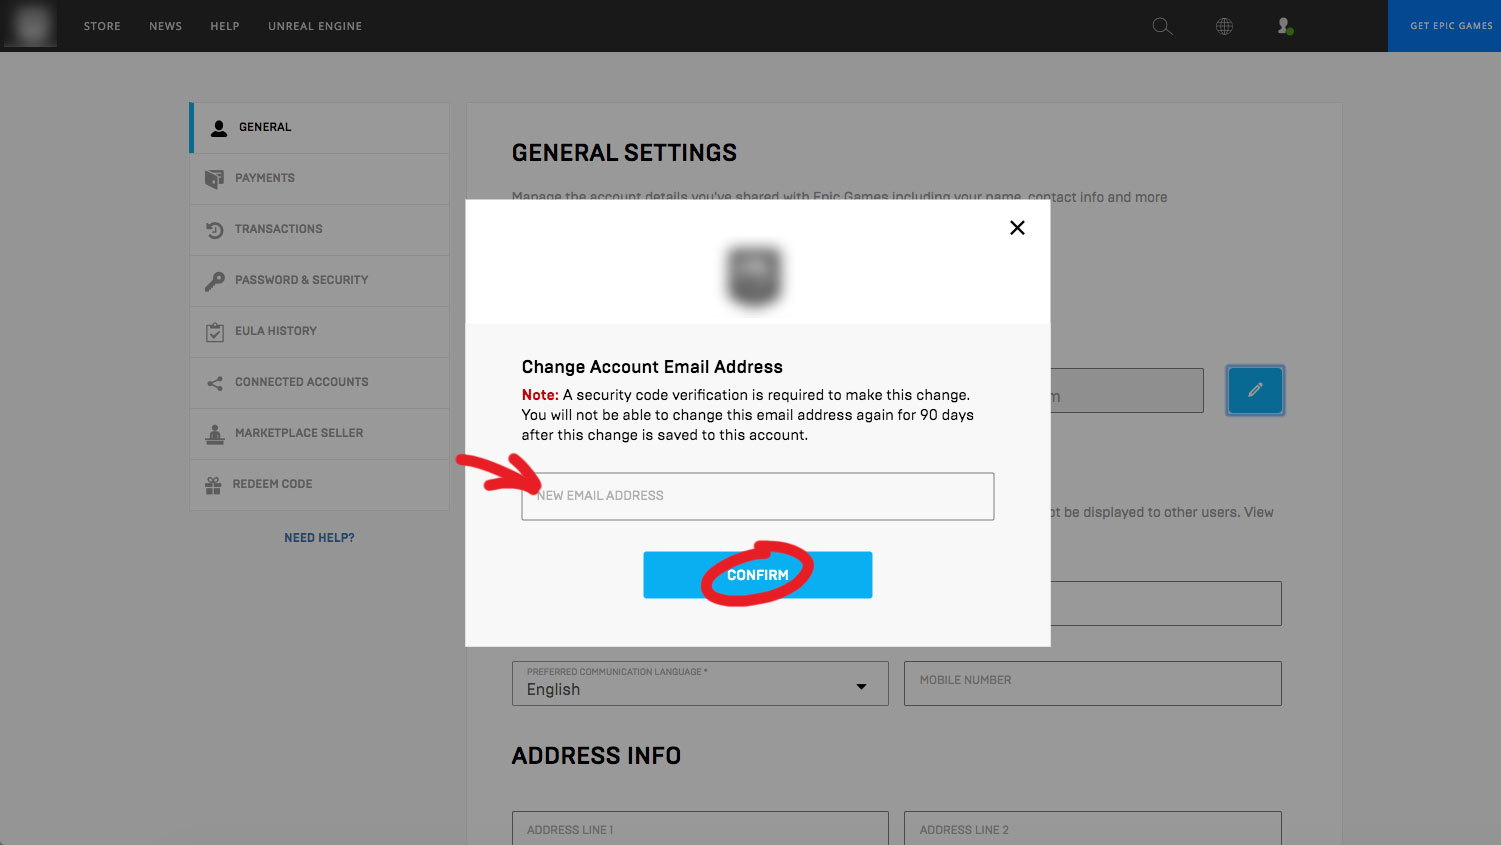 STORE NEWS HELP UNREAL ENGINE GET EPIC GAMES
GENERAL
PAYMENTS
TRANSACTIONS
PASSWORD & SECURITY
EULA HISTORY
CONNECTED ACCOUNTS
MARKETPLACE SELLER
REDEEM CODE
NEED HELP?
GENERAL SETTINGS
Manage the account details you've shared with Epic Games including your name, contact info and more
Change Account Email Address
Note: A security code verification is required to make this change.
You will not be able to change this email address again for 90 days
after this change is saved to this account.
NEW EMAIL ADDRESS
CONFIRM
be displayed to other users. View
PREFERRED COMMUNICATION LANGUAGE *
English
MOBILE NUMBER
ADDRESS INFO
ADDRESS LINE 1
ADDRESS LINE 2